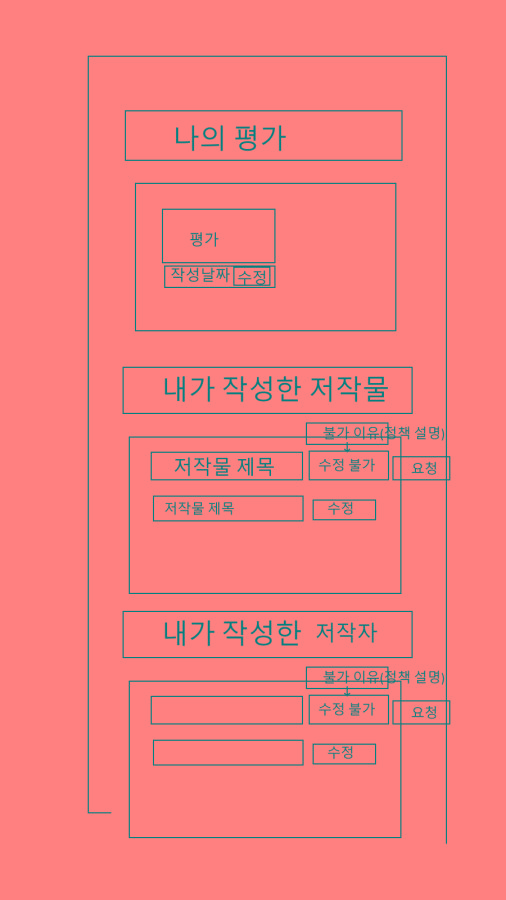 나의 평가
평가
작성날짜 수정
내가 작성한 저작물
불가 이유(정책 설명)
저작물 제목 수정 불가 요청
저작물 제목 수정
내가 작성한 저작자
불가 이유(정책 설명)
수정 불가 요청
수정